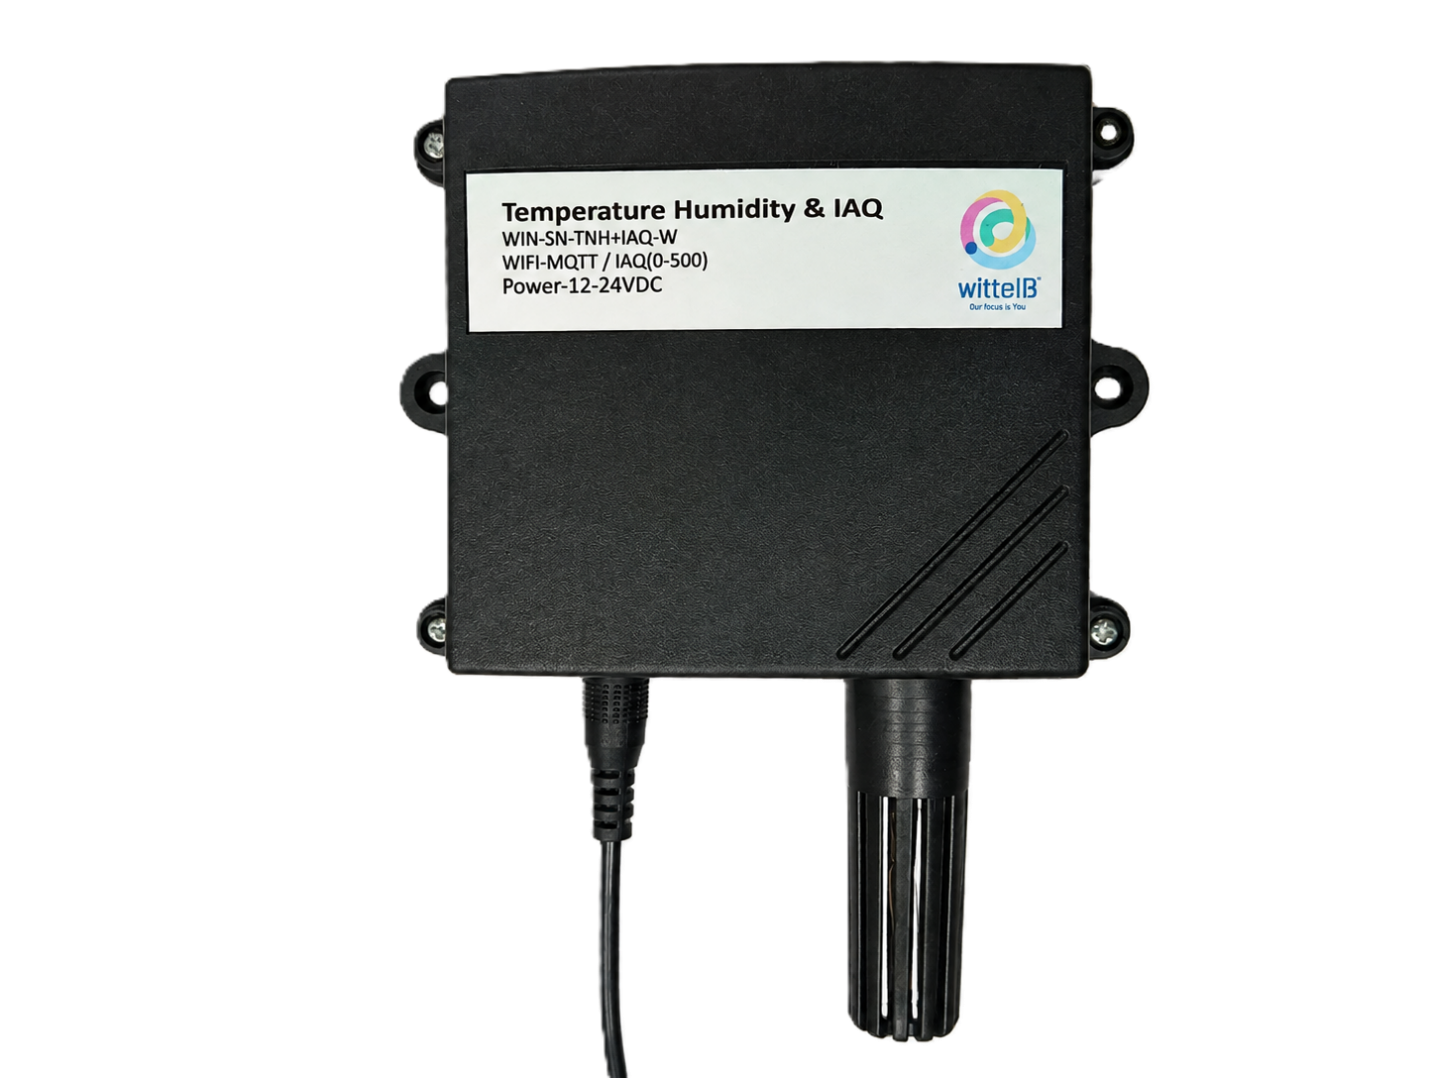 Temperature Humidity & IAQ
WIN-SN-TNH+IAQ-W
WIFI-MQTT / IAQ(0-500)
Power-12-24VDC
wittelB
Our focus is You